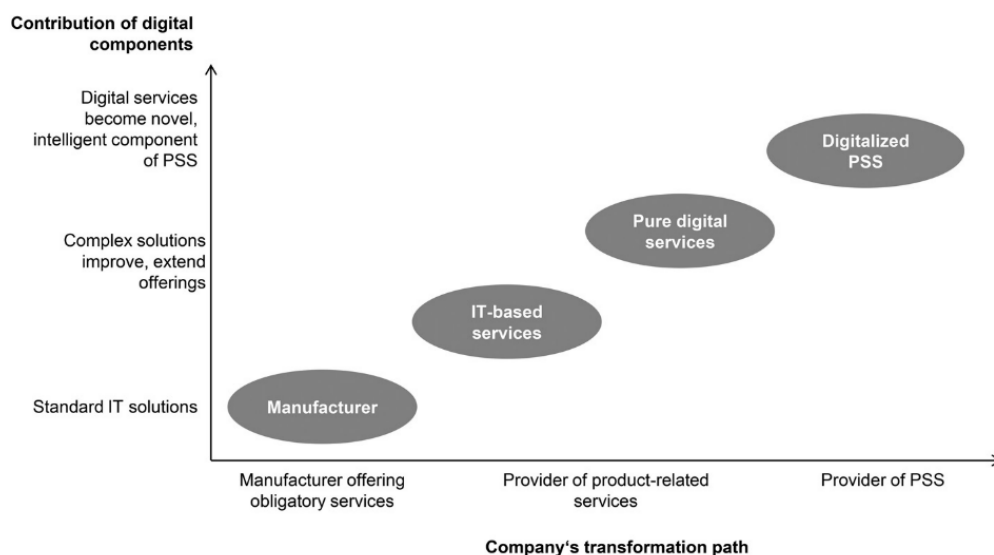 Contribution of digital
components
Digital services
become novel,
intelligent component
of PSS
Digitalized
PSS
Pure digital
services
Complex solutions
improve, extend
offerings
IT-based
services
Standard IT solutions
Manufacturer
Manufacturer offering
obligatory services
Provider of product-related
services
Provider of PSS
Company‘s transformation path